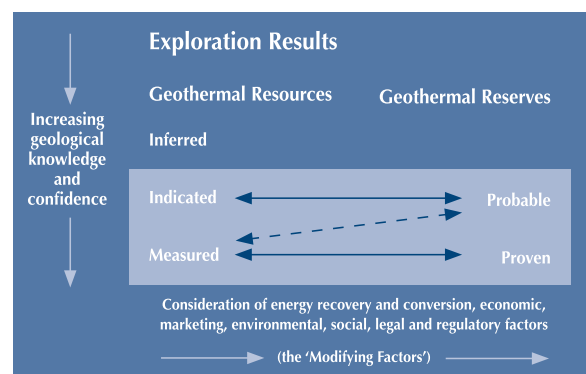 Exploration Results
Geothermal Resources
Geothermal Reserves
Increasing
geological
knowledge
and
confidence
Inferred
Indicated
Probable
Measured
Proven
Consideration of energy recovery and conversion, economic,
marketing, environmental, social, legal and regulatory factors
(the ‘Modifying Factors’)